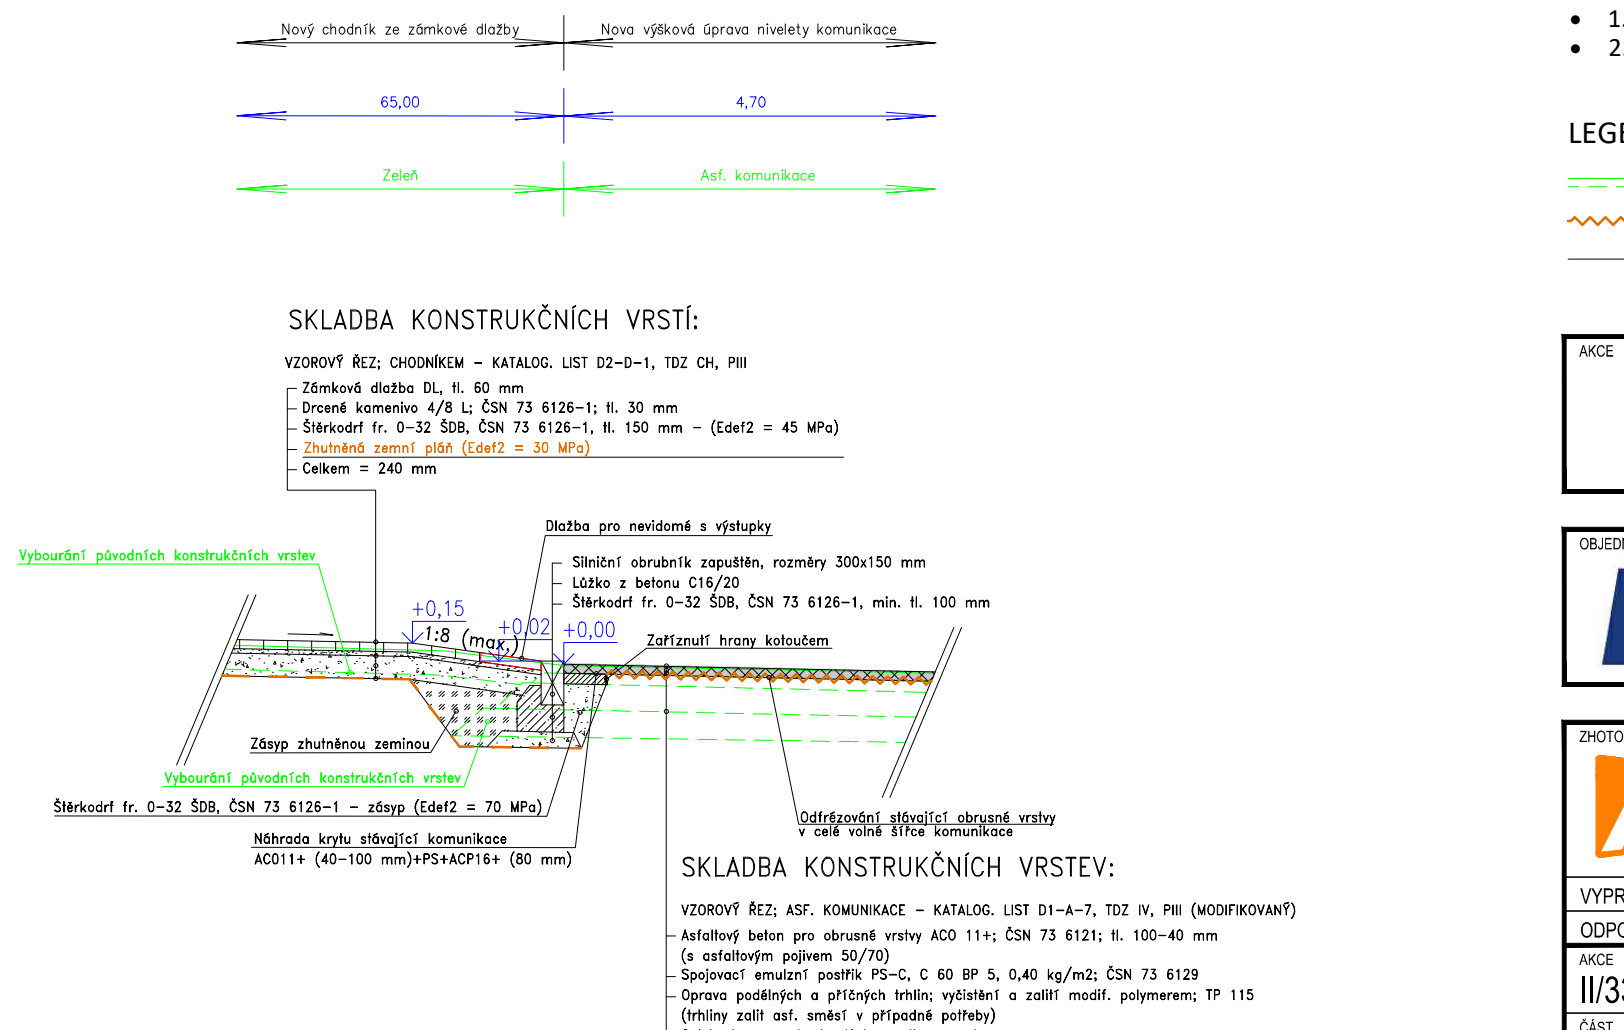 Nový chodník ze zámkové dlažby
Nova výšková úprava nivelety komunikace
65,00
4,70
Zeleň
Asf. komunikace
SKLADBA KONSTRUKČNÍCH VRSTÍ:
VZOROVÝ ŘEZ; CHODNÍKEM – KATALOG. LIST D2-D-1, TDZ CH, PIII
Zámková dlažba DL, tl. 60 mm
Drcené kamenivo 4/8 L; ČSN 73 6126-1; tl. 30 mm
Štěrkodrť fr. 0-32 ŠDB, ČSN 73 6126-1, tl. 150 mm – (Edef2 = 45 MPa)
Zhutněná zemní pláň (Edef2 = 30 MPa)
Celkem = 240 mm
Dlažba pro nevidomé s výstupky
Vybourání původních konstrukčních vrstev
Silniční obrubník zapuštěn, rozměry 300x150 mm
Lůžko z betonu C16/20
Štěrkodrť fr. 0-32 ŠDB, ČSN 73 6126-1, min. tl. 100 mm
+0,15
1:8 (max,)
+0,02
+0,00
Zaříznutí hrany kotoučem
Zásyp zhutněnou zeminou
Vybourání původních konstrukčních vrstev
Štěrkodrť fr. 0-32 ŠDB, ČSN 73 6126-1 – zásyp (Edef2 = 70 MPa)
Náhrada krytu stávající komunikace
ACO11+ (40-100 mm)+PS+ACP16+ (80 mm)
Odfrézování stávající obrusné vrstvy
v celé volné šířce komunikace
SKLADBA KONSTRUKČNÍCH VRSTEV:
VZOROVÝ ŘEZ; ASF. KOMUNIKACE – KATALOG. LIST D1-A-7, TDZ IV, PIII (MODIFIKOVANÝ)
Asfaltový beton pro obrusné vrstvy ACO 11+; ČSN 73 6121; tl. 100-40 mm
(s asfaltovým pojivem 50/70)
Spojovací emulzní postřik PS-C, C 60 BP 5, 0,40 kg/m2; ČSN 73 6129
Oprava podélných a příčných trhlin; vyčistění a zalití modif. polymerem; TP 115
(trhliny zalit asf. směsí v případné potřeby)
• 1.
• 2.
LEGE
AKCE
OBJEDN
ZHOTO
VYPR
ODPO
AKCE
II/33
ČÁST